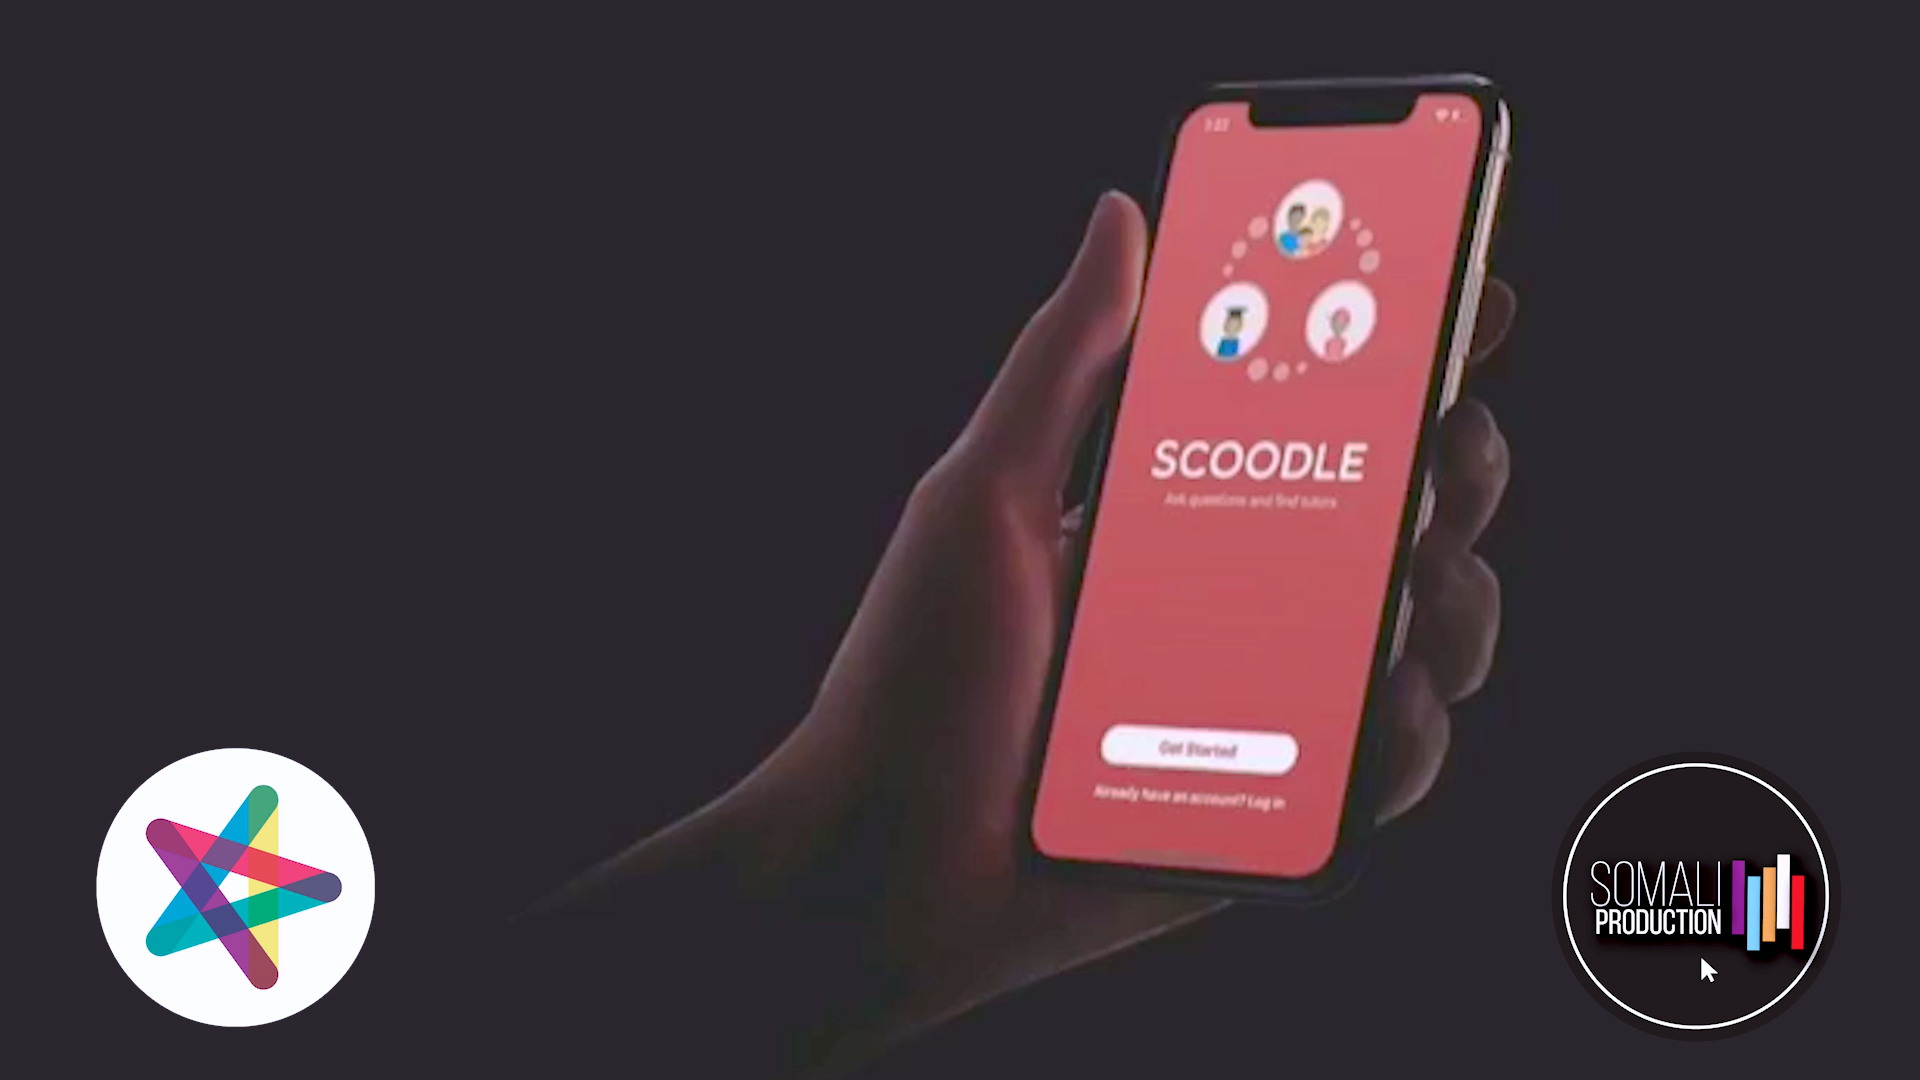 SCOODLE
Ask questions and find tutors
Get Started
Already have an account? Log in
SOMALI
PRODUCTION